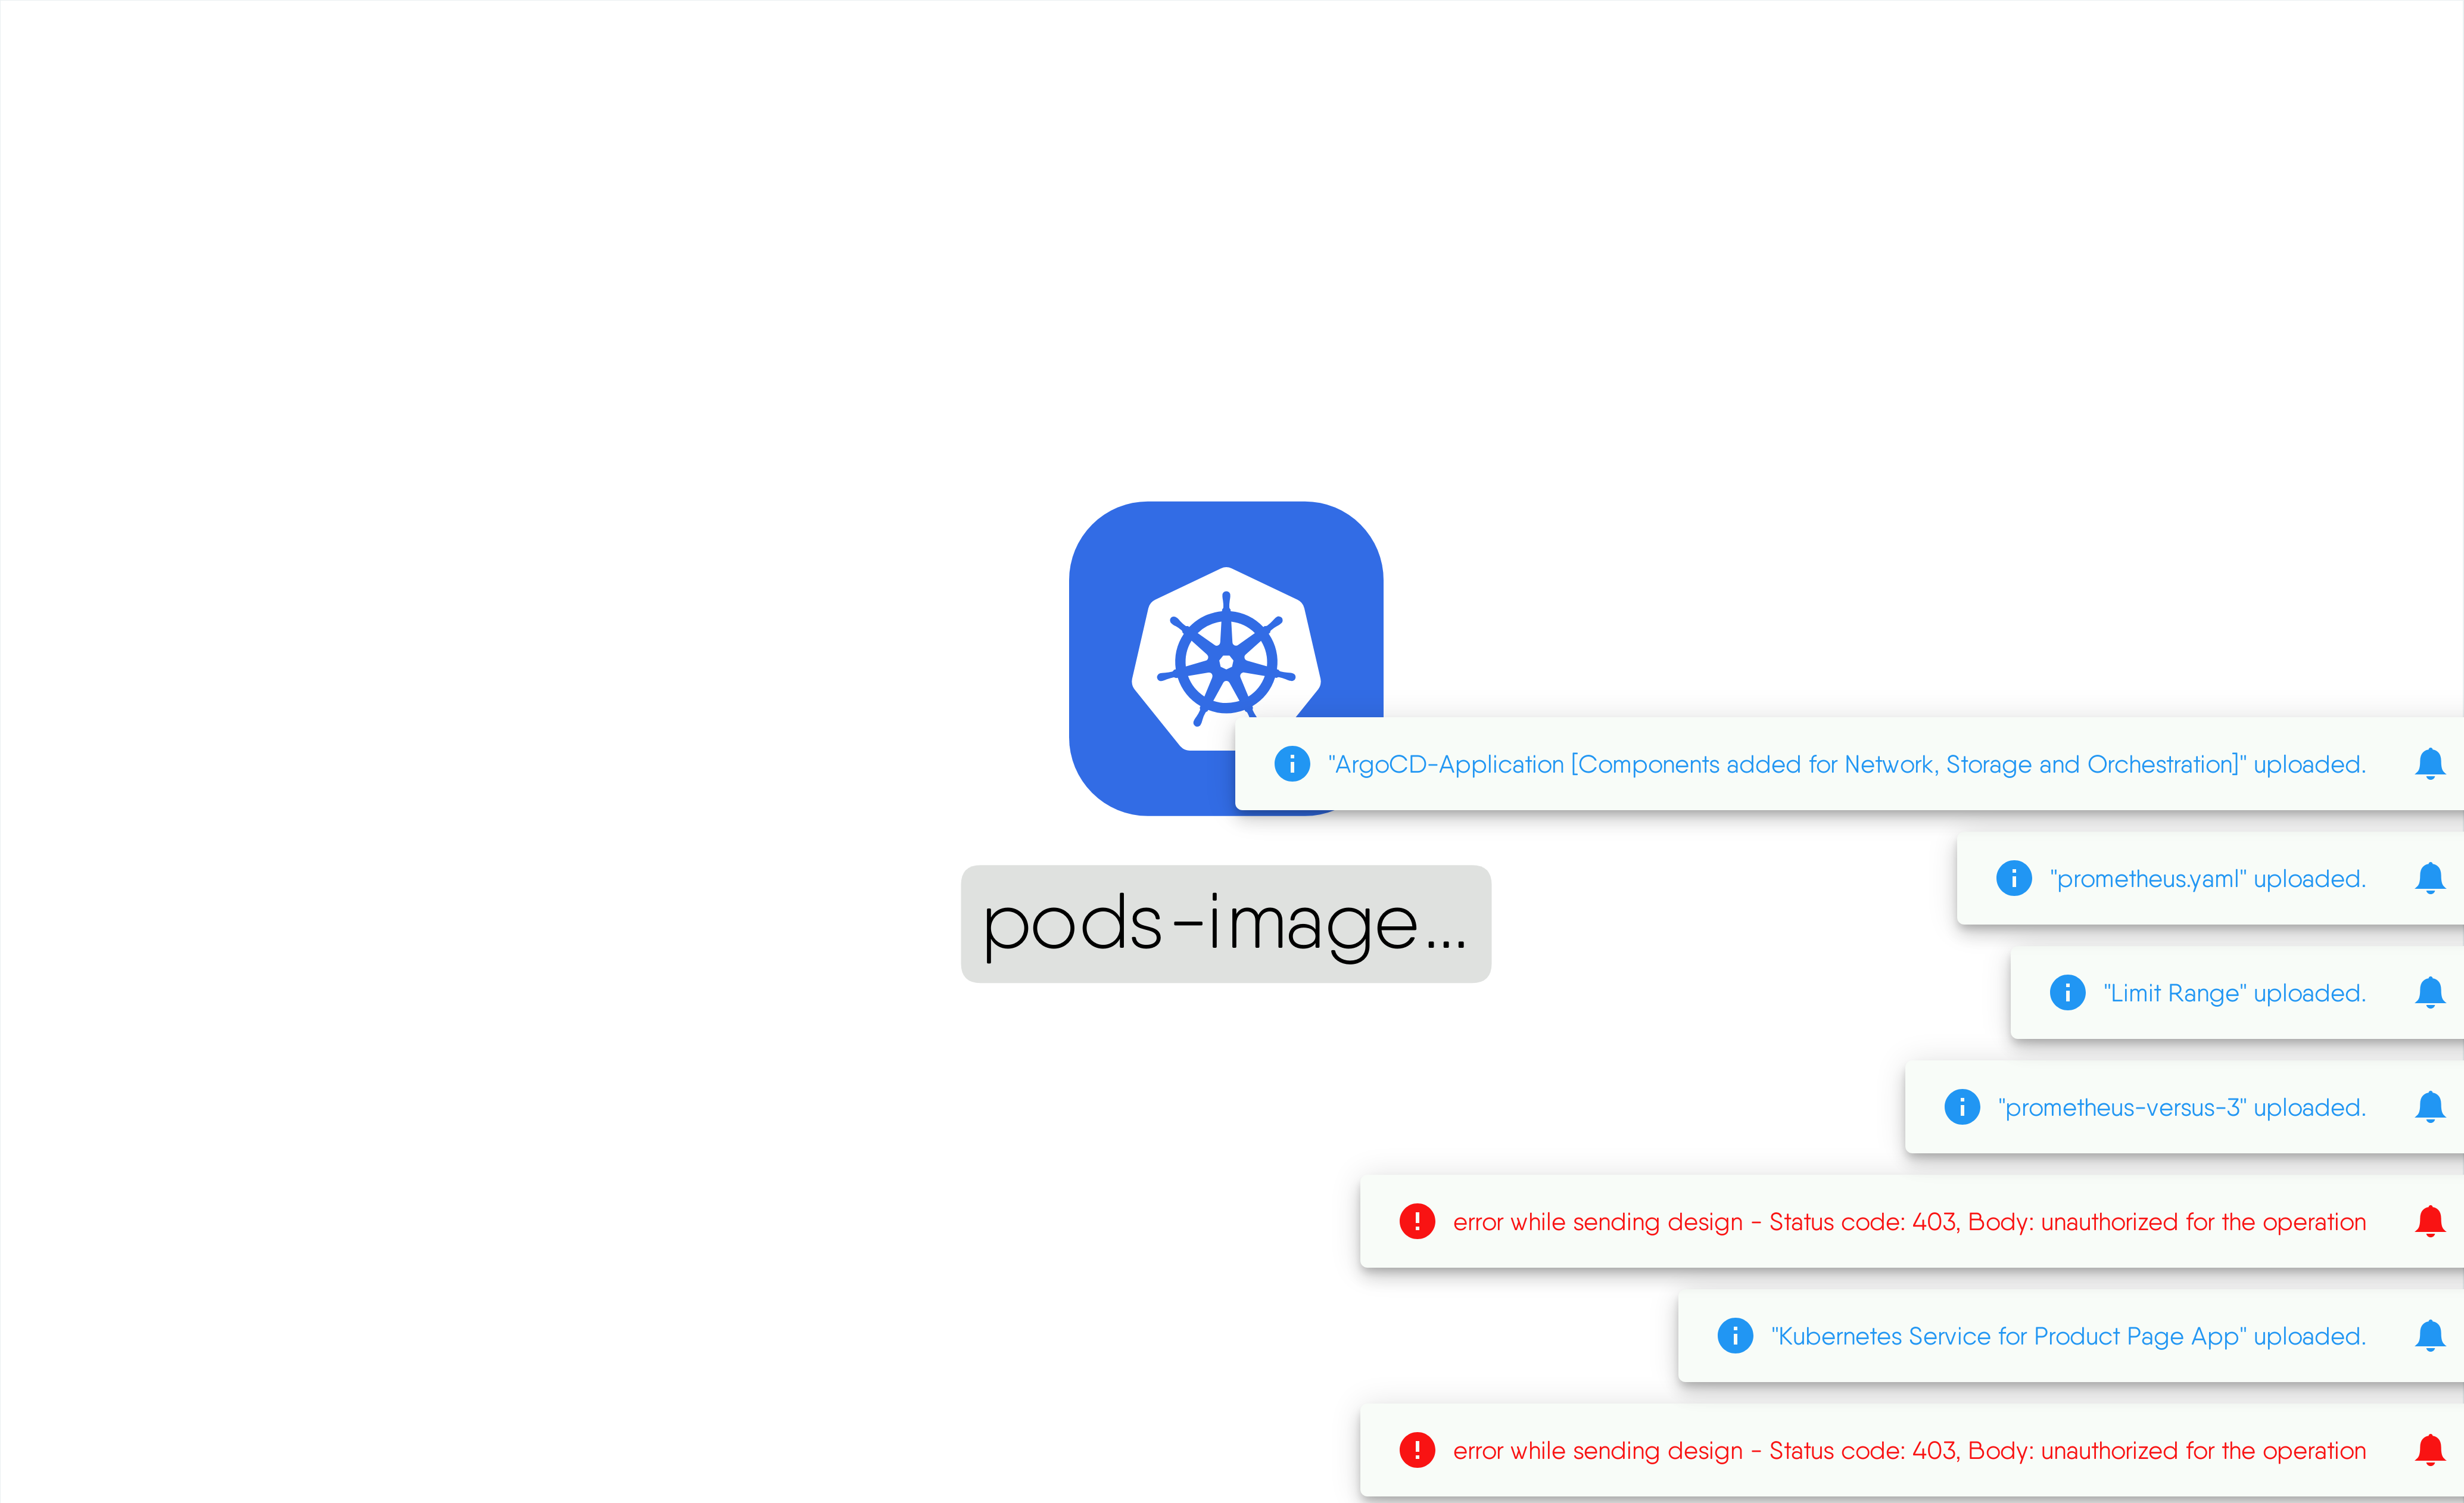 "ArgoCD-Application [Components added for Network, Storage and Orchestration]" uploaded.
"prometheus.yaml" uploaded.
pods-image...
"Limit Range" uploaded.
"prometheus-versus-3" uploaded.
error while sending design - Status code: 403, Body: unauthorized for the operation
"Kubernetes Service for Product Page App" uploaded.
error while sending design - Status code: 403, Body: unauthorized for the operation